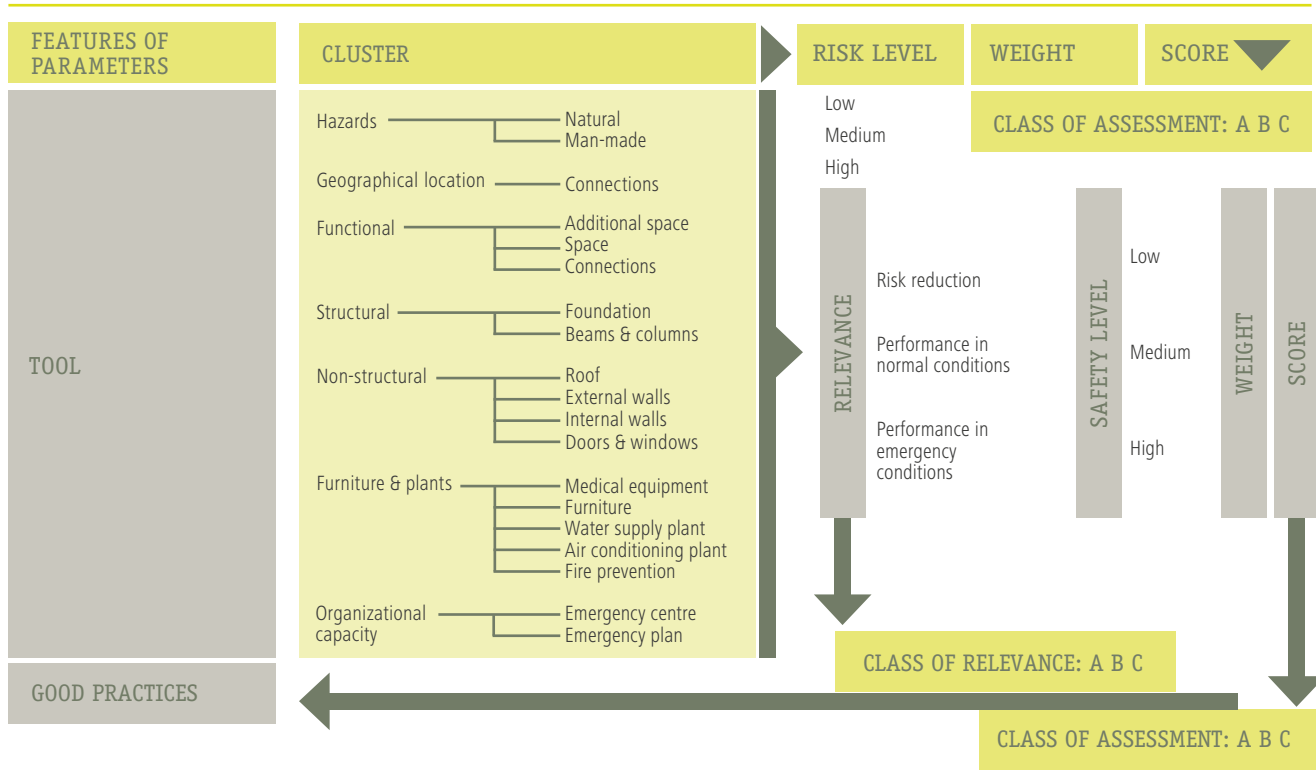 FEATURES OF
PARAMETERS
CLUSTER
RISK LEVEL
WEIGHT
SCORE
TOOL
Hazards
Natural
Man-made
Geographical location
Connections
Functional
Additional space
Space
Connections
Structural
Foundation
Beams & columns
Non-structural
Roof
External walls
Internal walls
Doors & windows
Furniture & plants
Medical equipment
Furniture
Water supply plant
Air conditioning plant
Fire prevention
Organizational
capacity
Emergency centre
Emergency plan
Low
Medium
High
CLASS OF ASSESSMENT: A B C
RELEVANCE
Risk reduction
Performance in
normal conditions
Performance in
emergency
conditions
SAFETY LEVEL
Low
Medium
High
WEIGHT
SCORE
CLASS OF RELEVANCE: A B C
GOOD PRACTICES
CLASS OF ASSESSMENT: A B C